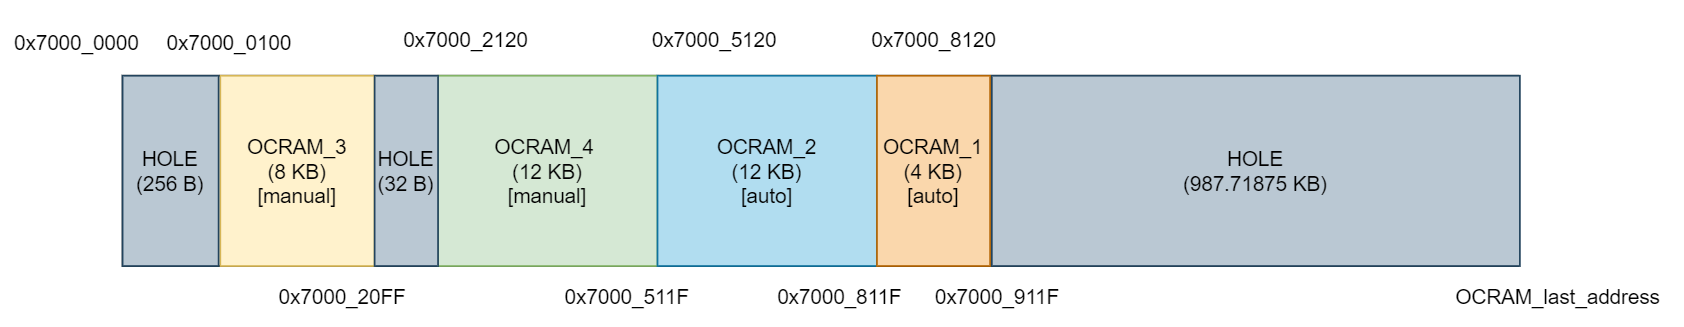 0x7000_0000
0x7000_0100
0x7000_2120
0x7000_5120
0x7000_8120
HOLE
(256 B)
OCRAM_3
(8 KB)
[manual]
HOLE
(32 B)
OCRAM_4
(12 KB)
[manual]
OCRAM_2
(12 KB)
[auto]
OCRAM_1
(4 KB)
[auto]
HOLE
(987.71875 KB)
0x7000_20FF
0x7000_511F
0x7000_811F
0x7000_911F
OCRAM_last_address